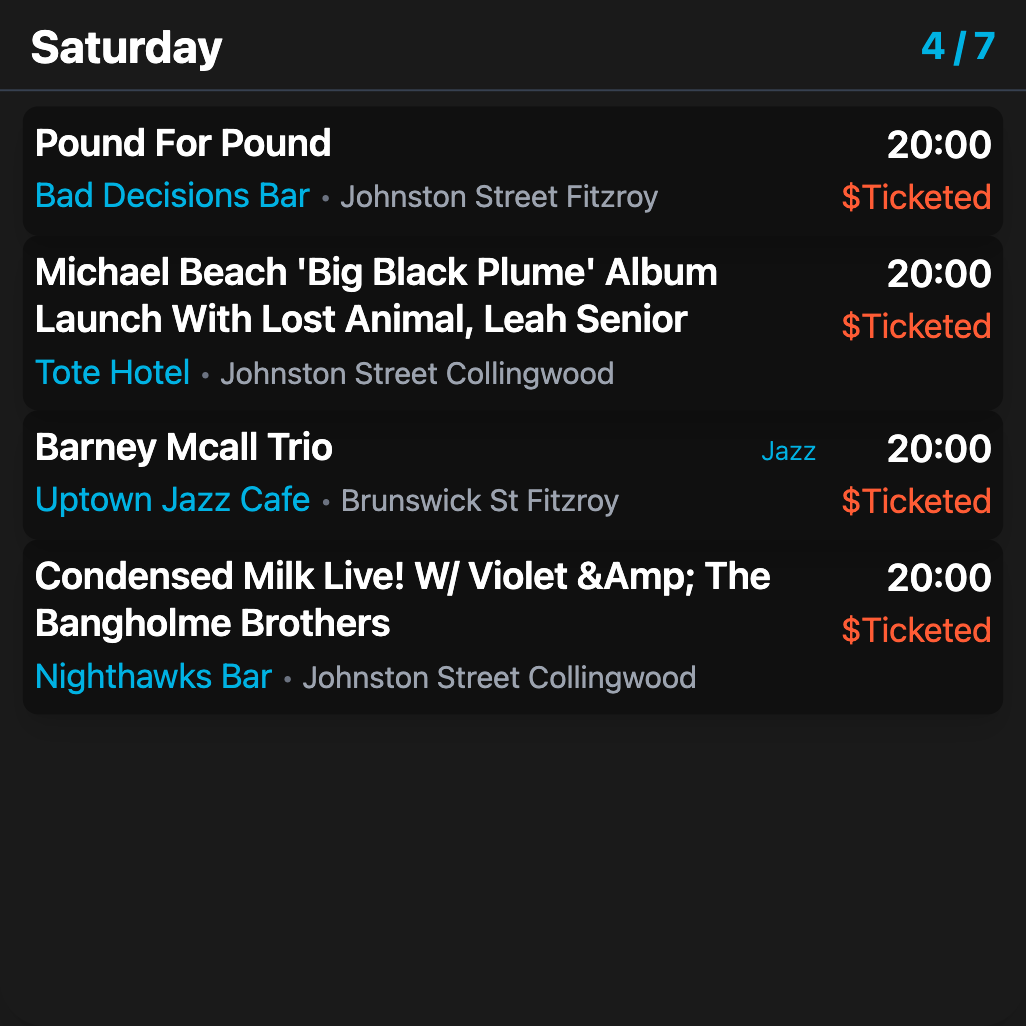 Saturday 4 / 7
Pound For Pound 20:00
Bad Decisions Bar • Johnston Street Fitzroy $Ticketed
Michael Beach 'Big Black Plume' Album 20:00
Launch With Lost Animal, Leah Senior $Ticketed
Tote Hotel • Johnston Street Collingwood
Barney Mcall Trio Jazz 20:00
Uptown Jazz Cafe • Brunswick St Fitzroy $Ticketed
Condensed Milk Live! W/ Violet &Amp; The 20:00
Bangholme Brothers $Ticketed
Nighthawks Bar • Johnston Street Collingwood